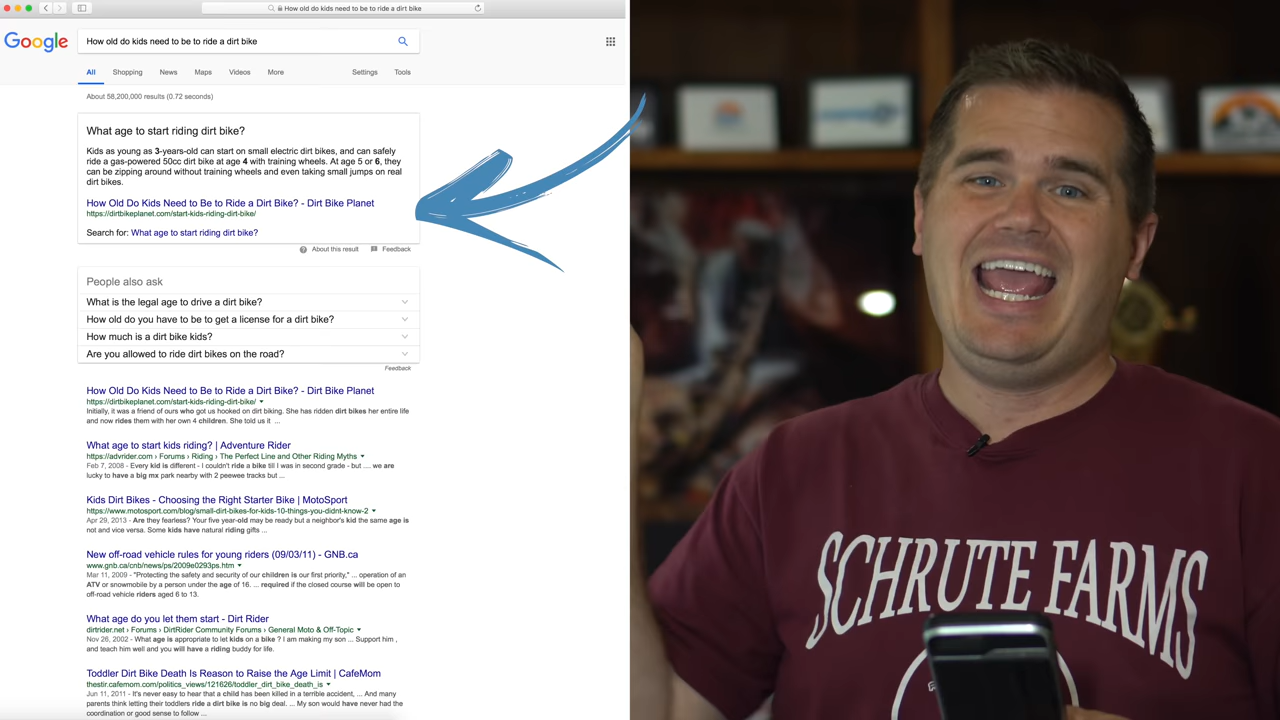 How old do kids need to be to ride a dirt bike
Google
How old do kids need to be to ride a dirt bike
All Shopping News Maps Videos More Settings Tools
About 58,200,000 results (0.72 seconds)
What age to start riding dirt bike?
Kids as young as 3-years-old can start on small electric dirt bikes, and can safely
ride a gas-powered 50cc dirt bike at age 4 with training wheels. At age 5 or 6, they
can be zipping around without training wheels and even taking small jumps on real
dirt bikes.
How Old Do Kids Need to Be to Ride a Dirt Bike? - Dirt Bike Planet
https://dirtbikeplanet.com/start-kids-riding-dirt-bike/
Search for: What age to start riding dirt bike?
About this result Feedback
People also ask
What is the legal age to drive a dirt bike?
How old do you have to be to get a license for a dirt bike?
How much is a dirt bike kids?
Are you allowed to ride dirt bikes on the road?
Feedback
How Old Do Kids Need to Be to Ride a Dirt Bike? - Dirt Bike Planet
https://dirtbikeplanet.com/start-kids-riding-dirt-bike/
Initially, it was a friend of ours who got us hooked on dirt biking. She has ridden dirt bikes her entire life
and now rides them with her own 4 children. She told us it ...
What age to start kids riding? | Adventure Rider
https://advrider.com › Forums › Riding › The Perfect Line and Other Riding Myths
Feb 7, 2008 - Every kid is different - I couldn't ride a bike till I was in second grade - but .... we are
lucky to have a big mx park nearby with 2 peewee tracks but ...
Kids Dirt Bikes - Choosing the Right Starter Bike | MotoSport
https://www.motosport.com/blog/small-dirt-bikes-for-kids-10-things-you-didnt-know-2
Apr 29, 2013 - Are they fearless? Your five year-old may be ready but a neighbor's kid the same age is
not and vice versa. Some kids have natural riding gifts ...
New off-road vehicle rules for young riders (09/03/11) - GNB.ca
www.gnb.ca/cnb/news/ps/2009e0293ps.htm
Mar 11, 2009 - "Protecting the safety and security of our children is our first priority," ... operation of an
ATV or snowmobile by a person under the age of 16. ... required if the closed course will be open to
off-road vehicle riders aged 6 to 13.
What age do you let them start - Dirt Rider
dirtrider.net › Forums › DirtRider Community Forums › General Moto & Off-Topic
Nov 26, 2002 - What age is appropriate to let kids on a bike ? I am making my son ... Support him ,
and teach him well and you will have a riding buddy for life.
Toddler Dirt Bike Death Is Reason to Raise the Age Limit | CafeMom
thestir.cafemom.com/politics_views/121626/toddler_dirt_bike_death_is
Jun 11, 2011 - It's never easy to hear that a child has been killed in a terrible accident, ... And many
parents think letting their toddlers ride a dirt bike is no big deal. ... My son would have never had the
coordination or good sense to follow ...
SCHRUTE FARMS